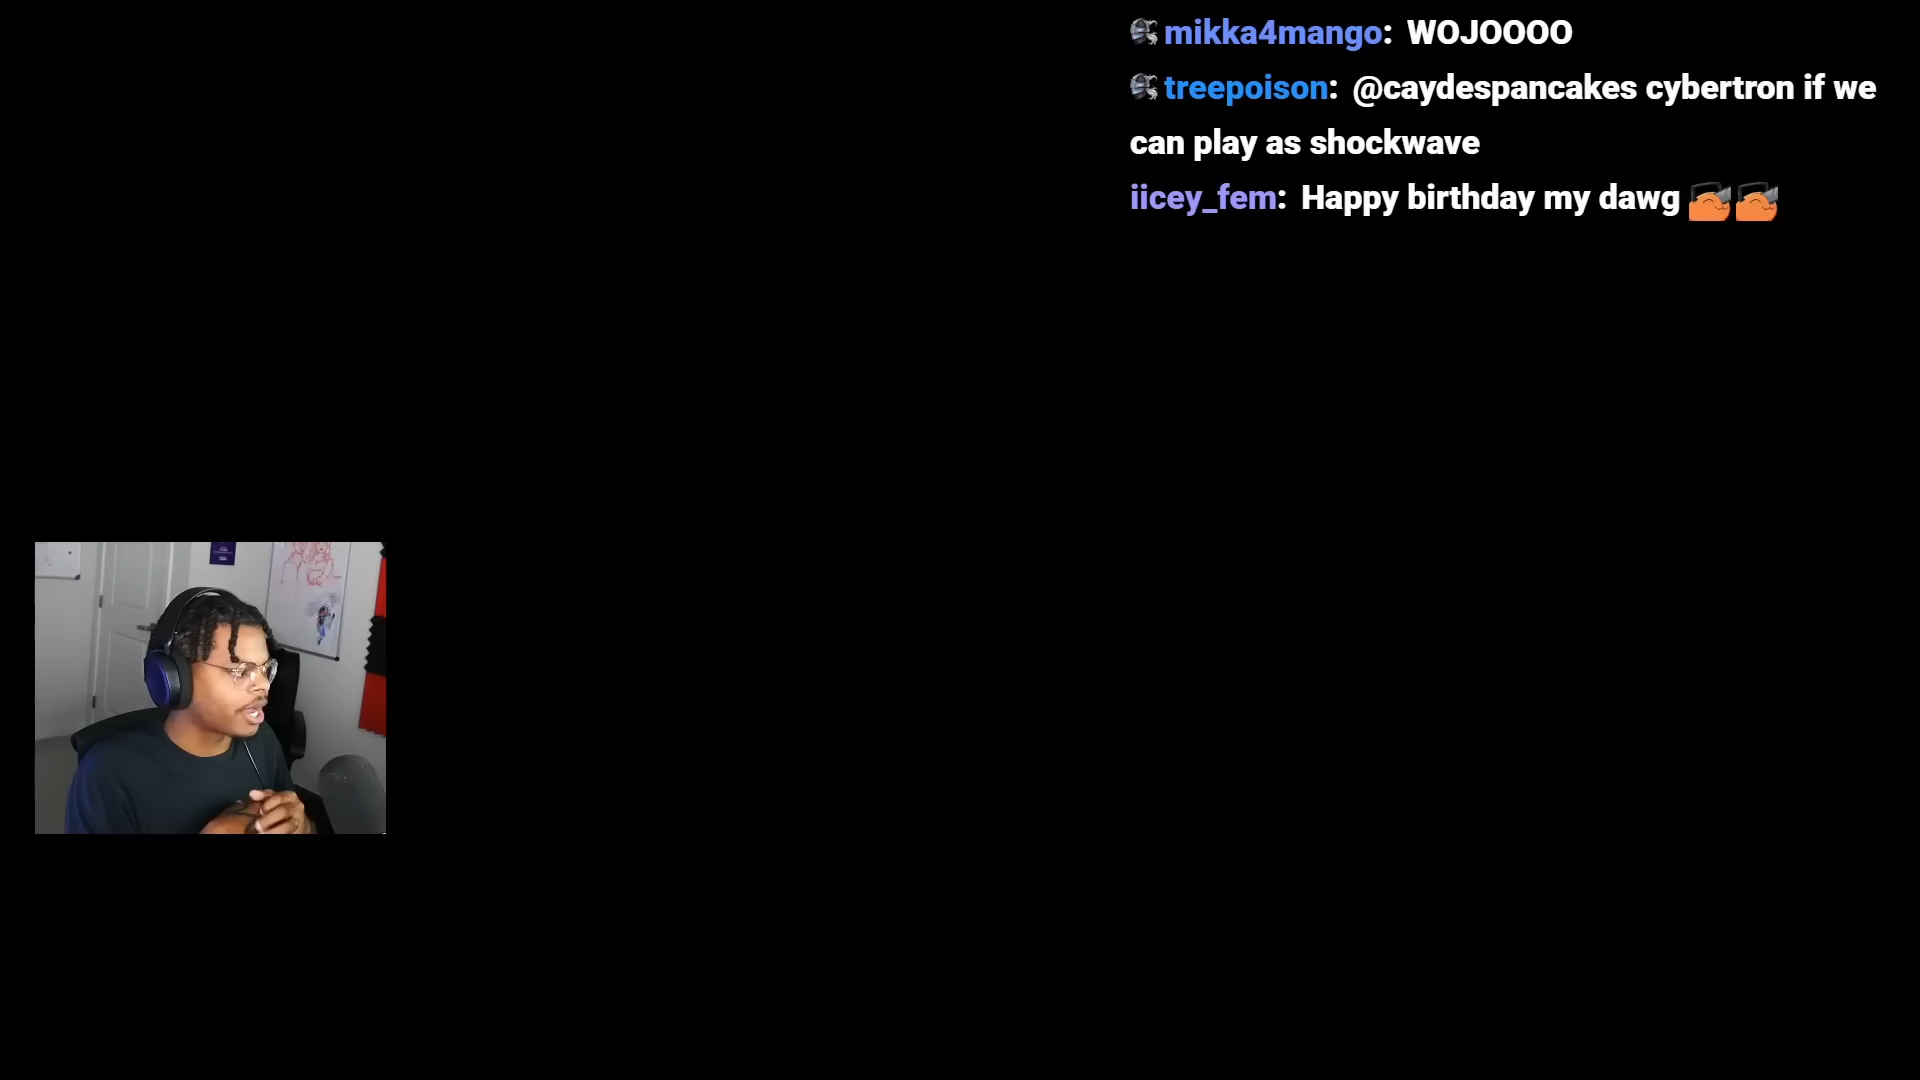 mikka4mango: WOJOOOO
treepoison: @caydespancakes cybertron if we
can play as shockwave
iicey_fem: Happy birthday my dawg